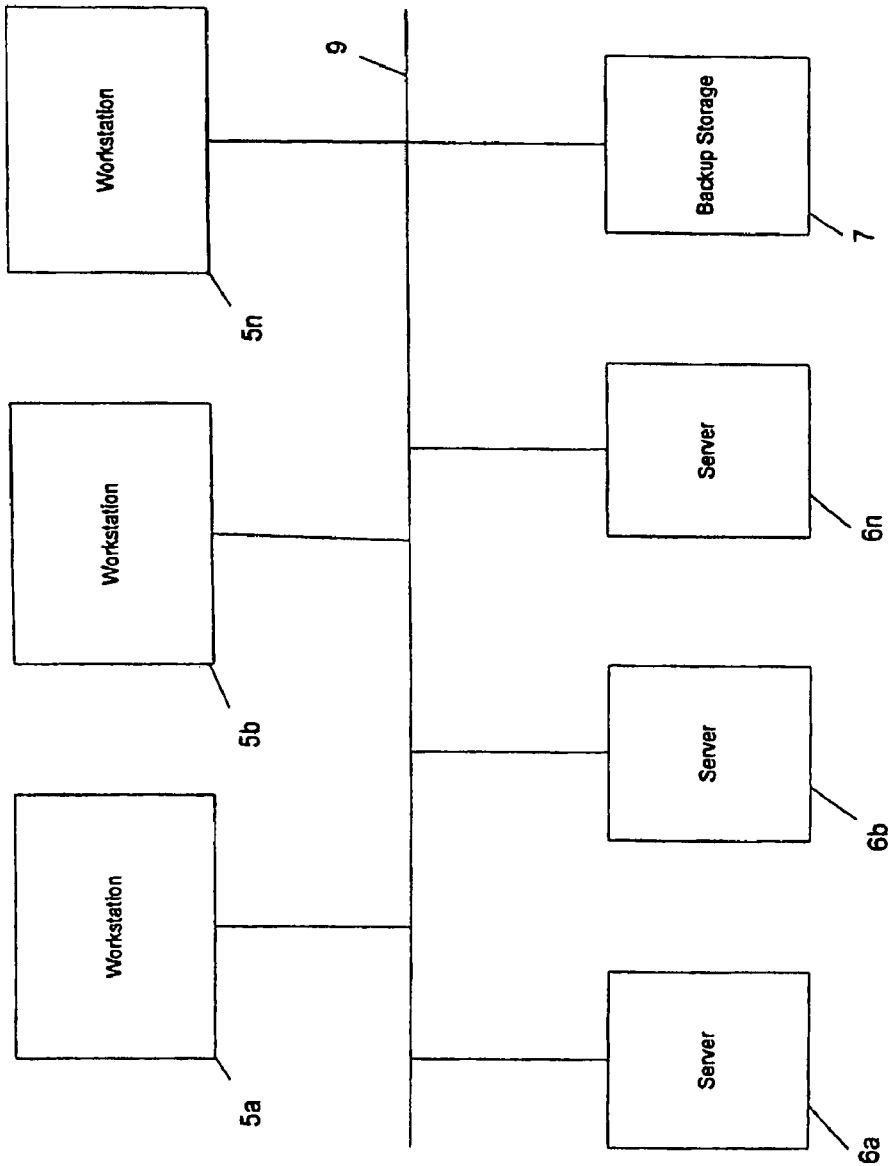 Workstation
Workstation
Workstation
5a
5b
5n
9
Server
Server
Server
Backup Storage
6a
6b
6n
7